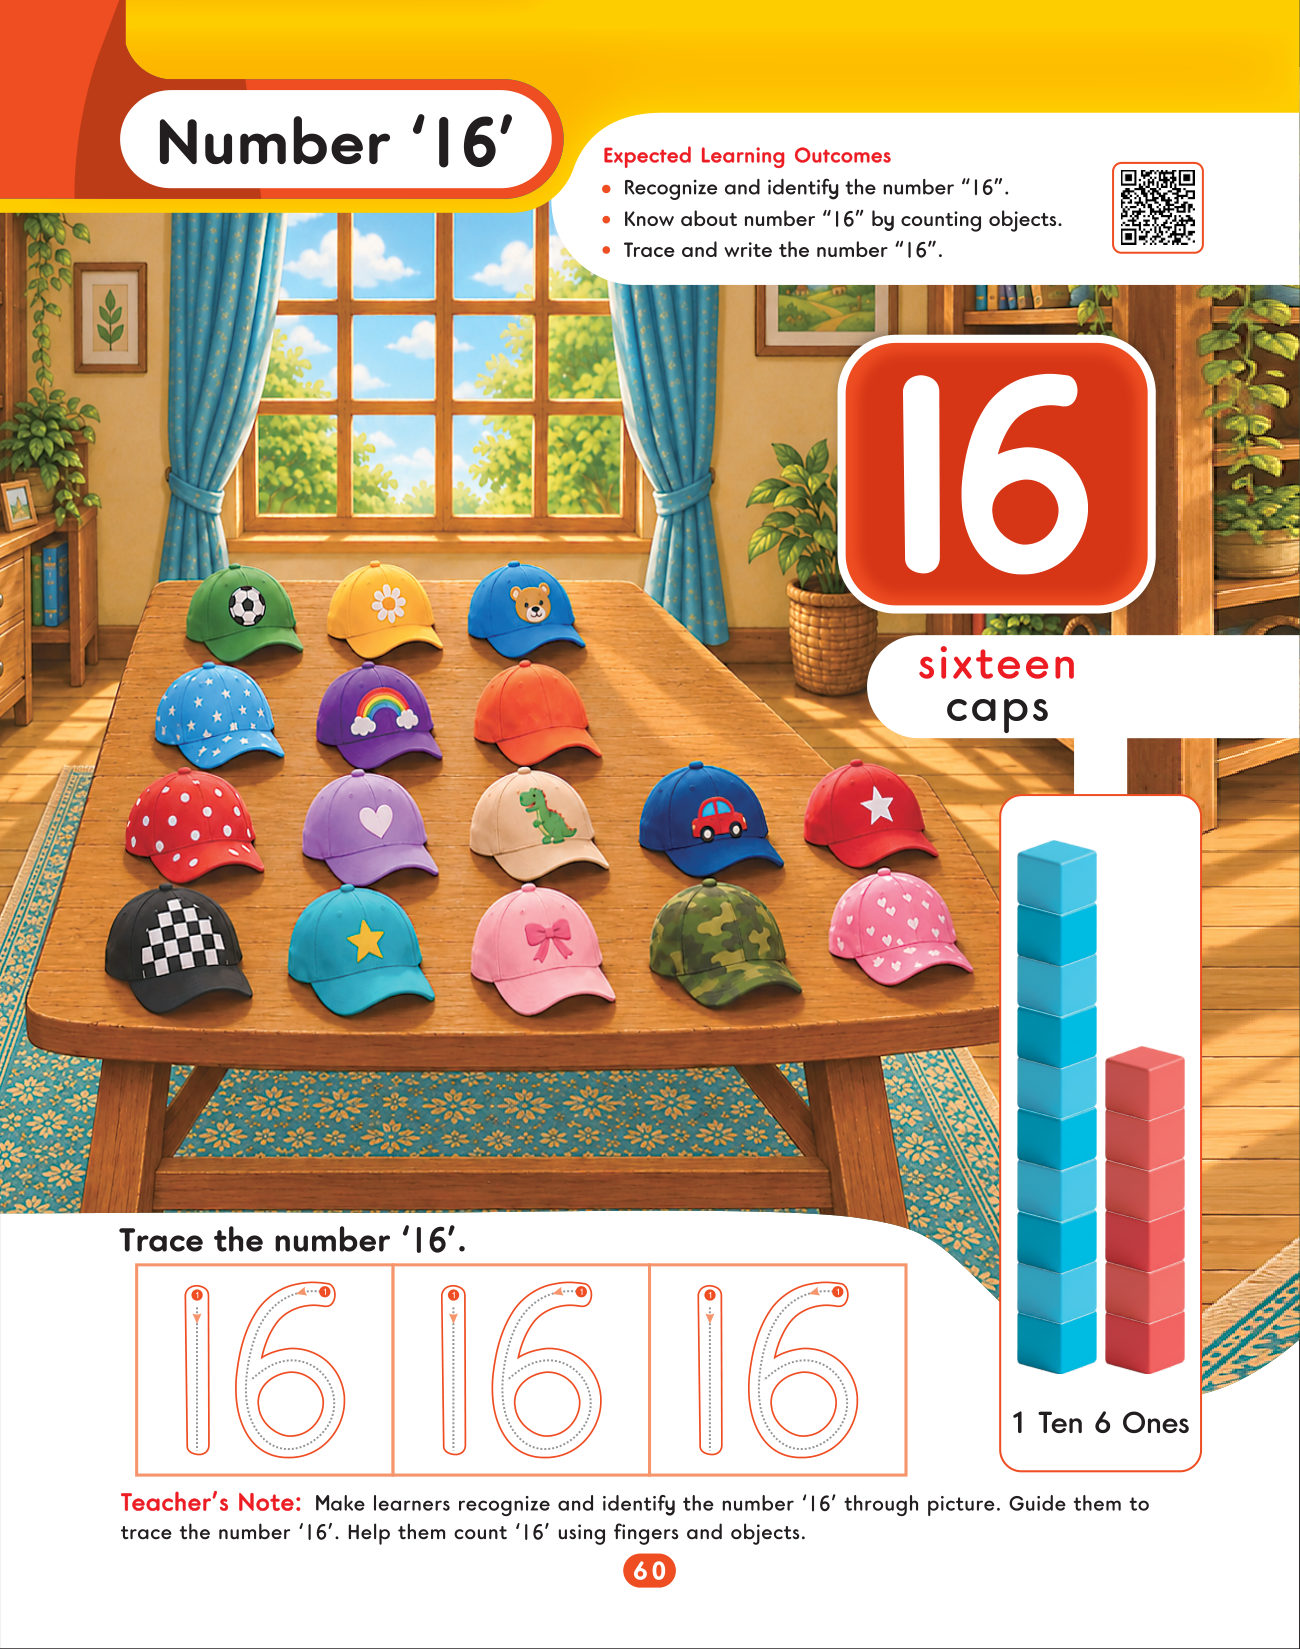 Number ‘16’
Expected Learning Outcomes
• Recognize and identify the number “16”.
• Know about number “16” by counting objects.
• Trace and write the number “16”.
16
sixteen
caps
1 Ten 6 Ones
Trace the number ‘16’.
16 16 16
Teacher’s Note: Make learners recognize and identify the number ‘16’ through picture. Guide them to
trace the number ‘16’. Help them count ‘16’ using fingers and objects.
60